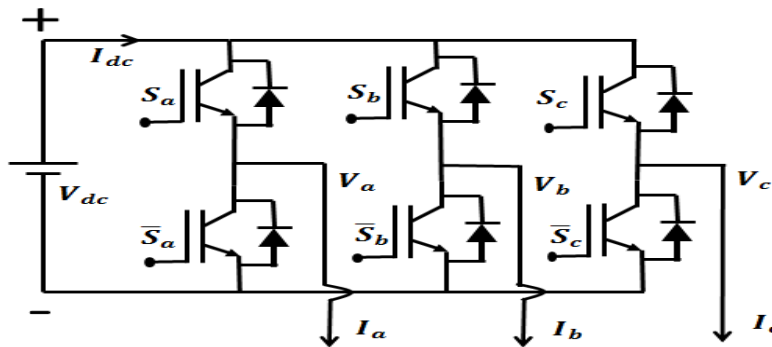 +
I_dc
S_a
S_b
S_c
V_dc
V_a
V_b
V_c
S̅_a
S̅_b
S̅_c
−
I_a
I_b